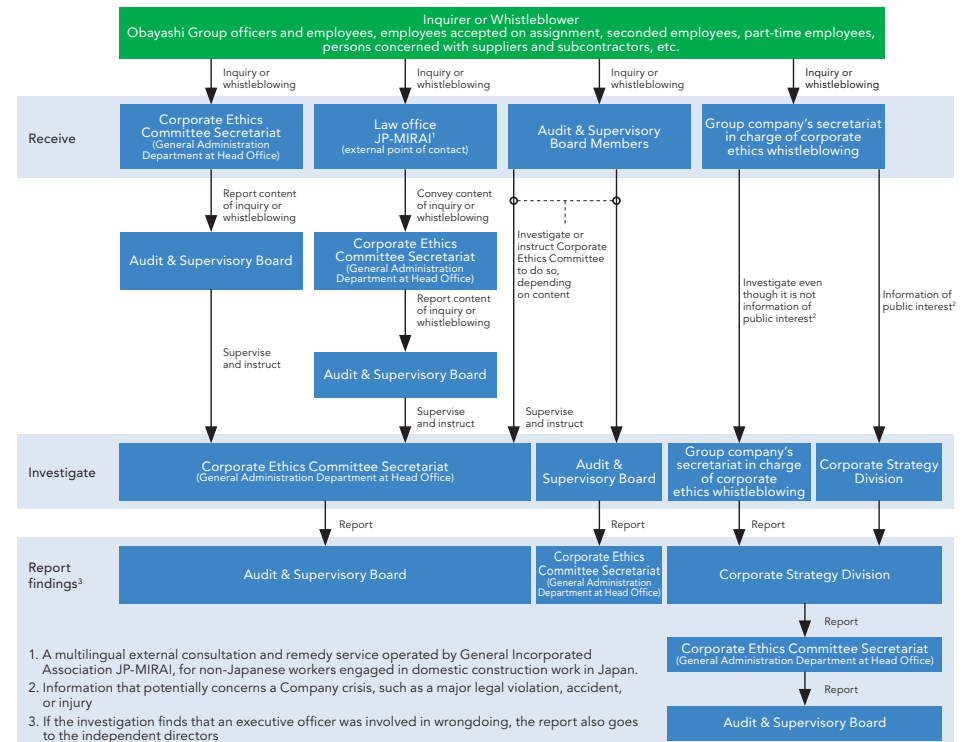 Inquirer or Whistleblower
Obayashi Group officers and employees, employees accepted on assignment, seconded employees, part-time employees,
persons concerned with suppliers and subcontractors, etc.
Inquiry or
whistleblowing
Inquiry or
whistleblowing
Inquiry or
whistleblowing
Inquiry or
whistleblowing
Receive
Corporate Ethics
Committee Secretariat
(General Administration
Department at Head Office)
Law office
JP-MIRAI¹
(external point of contact)
Audit & Supervisory
Board Members
Group company's secretariat
in charge of corporate
ethics whistleblowing
Report content
of inquiry or
whistleblowing
Convey content
of inquiry or
whistleblowing
Investigate or
instruct Corporate
Ethics Committee
to do so,
depending
on content
Investigate even
though it is not
information of
public interest²
Information of
public interest²
Audit & Supervisory Board
Corporate Ethics
Committee Secretariat
(General Administration
Department at Head Office)
Report content
of inquiry or
whistleblowing
Supervise
and instruct
Audit & Supervisory Board
Supervise
and instruct
Supervise
and instruct
Investigate
Corporate Ethics Committee Secretariat
(General Administration Department at Head Office)
Audit &
Supervisory Board
Group company's
secretariat in charge
of corporate
ethics whistleblowing
Corporate Strategy
Division
Report
Report
Report
Report
findings³
Audit & Supervisory Board
Corporate Ethics
Committee Secretariat
(General Administration
Department at Head Office)
Corporate Strategy Division
Report
Corporate Ethics Committee Secretariat
(General Administration Department at Head Office)
Report
Audit & Supervisory Board
1. A multilingual external consultation and remedy service operated by General Incorporated
Association JP-MIRAI, for non-Japanese workers engaged in domestic construction work in Japan.
2. Information that potentially concerns a Company crisis, such as a major legal violation, accident,
or injury
3. If the investigation finds that an executive officer was involved in wrongdoing, the report also goes
to the independent directors